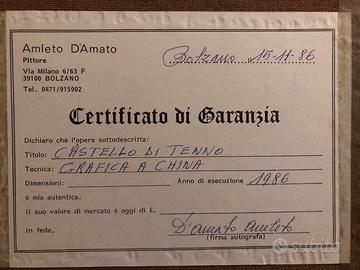 Amleto D'Amato
Pittore
Via Milano 6/63 F
39100 BOLZANO
Tel. 0471/915902
Bolzano, 15-11-86
Certificato di Garanzia
Dichiaro che l'opera sottodescritta:
Titolo: CASTELLO DI TENNO
Tecnica: GRAFICA A CHINA
Dimensioni: Anno di esecuzione 1986
è mia autentica.
Il suo valore di mercato è oggi di £.
In fede, D'Amato Amleto
(firma autografa)
subito